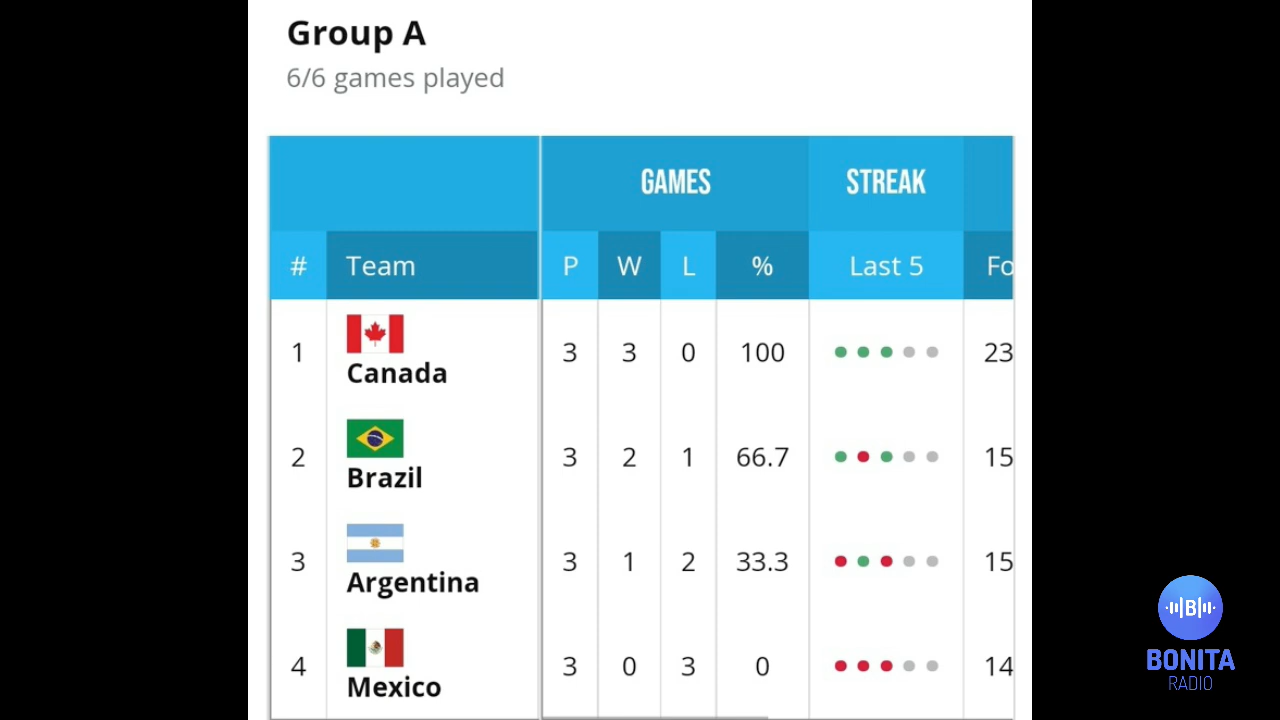 Group A
6/6 games played
GAMES STREAK
# Team P W L % Last 5 Fo
1 Canada 3 3 0 100 23
2 Brazil 3 2 1 66.7 15
3 Argentina 3 1 2 33.3 15
4 Mexico 3 0 3 0 14
B
BONITA
RADIO